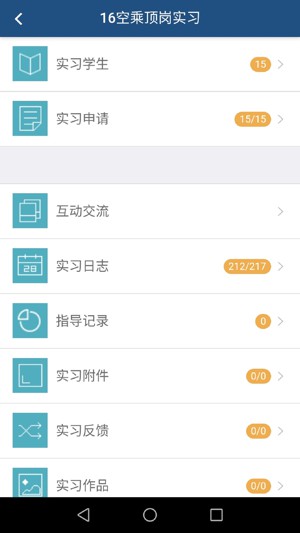 16空乘顶岗实习
实习学生 15
实习申请 15/15
互动交流
实习日志 28 212/217
指导记录 0
实习附件 0/0
实习反馈 0/0
实习作品 0/0